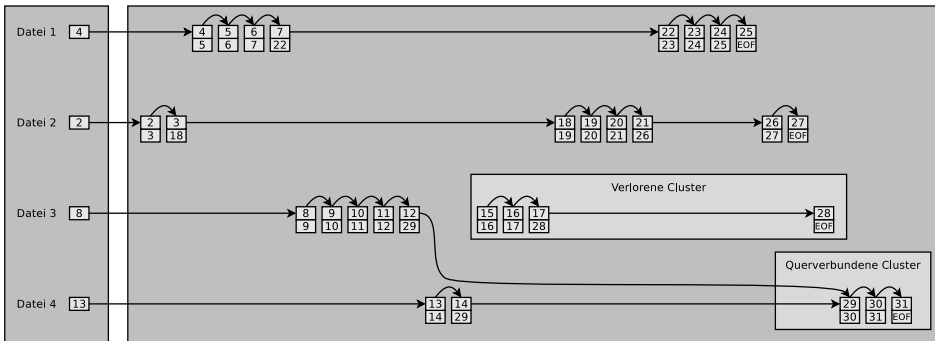 Datei 1 4 4 5 6 7 22 23 24 25
5 6 7 22 23 24 25 EOF
Datei 2 2 2 3 18 19 20 21 26 27
3 18 19 20 21 26 27 EOF
Verlorene Cluster
Datei 3 8 8 9 10 11 12 15 16 17 28
9 10 11 12 29 16 17 28 EOF
Querverbundene Cluster
Datei 4 13 13 14 29 30 31
14 29 30 31 EOF